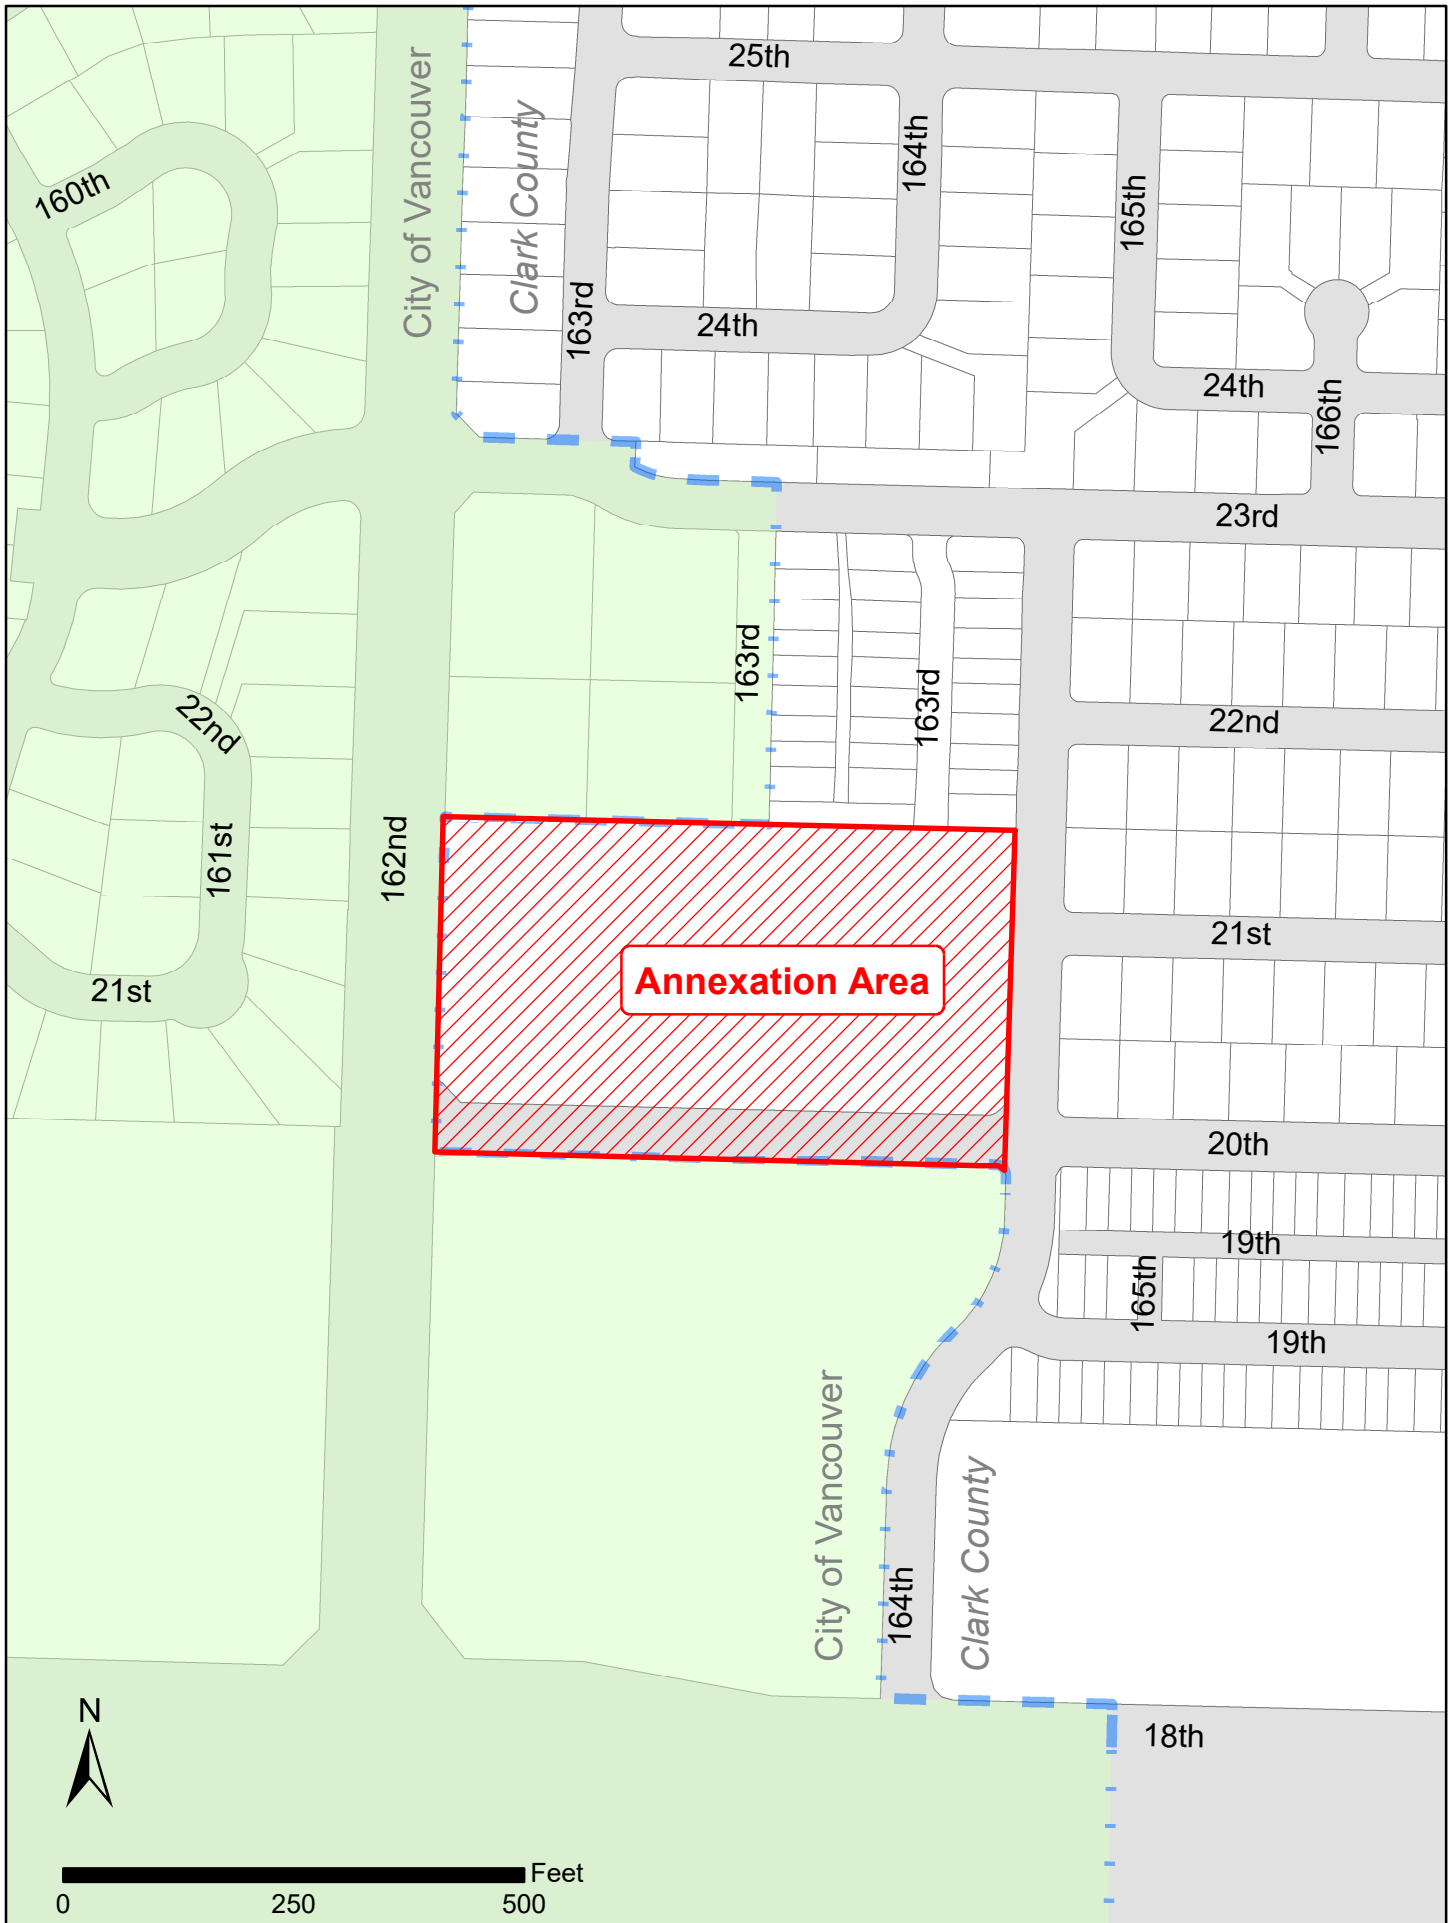 25th
City of Vancouver
Clark County
164th
160th
165th
163rd
24th
24th
166th
23rd
163rd
163rd
22nd
22nd
162nd
161st
21st
Annexation Area
21st
20th
19th
165th
19th
City of Vancouver
Clark County
164th
N
18th
Feet
0 250 500